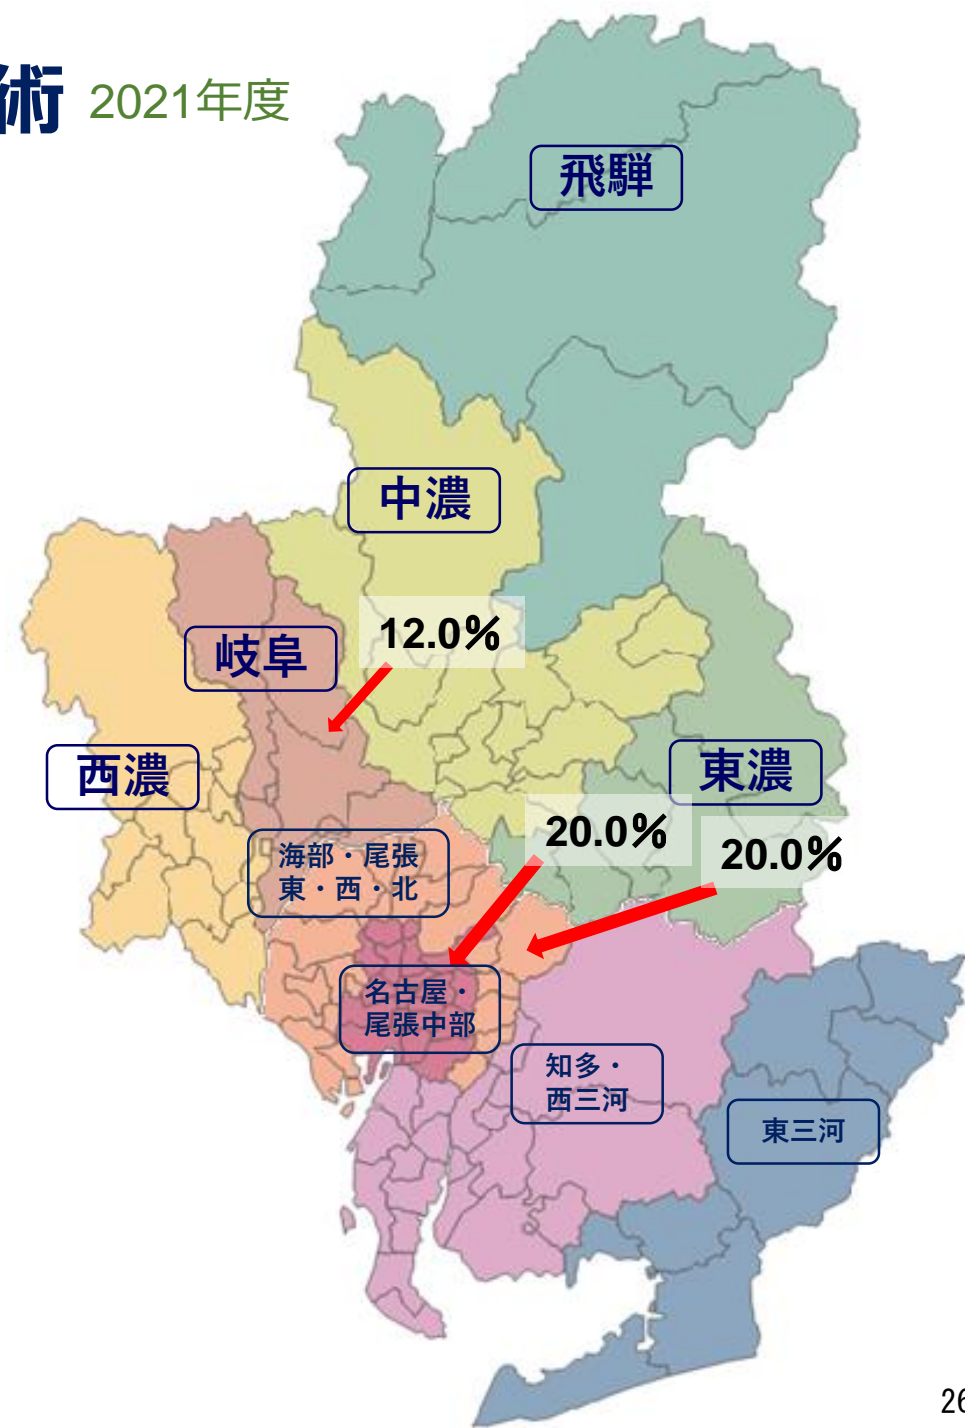 術 2021年度
飛騨
中濃
12.0%
岐阜
西濃
東濃
20.0%
20.0%
海部・尾張
東・西・北
名古屋・
尾張中部
知多・
西三河
東三河
26